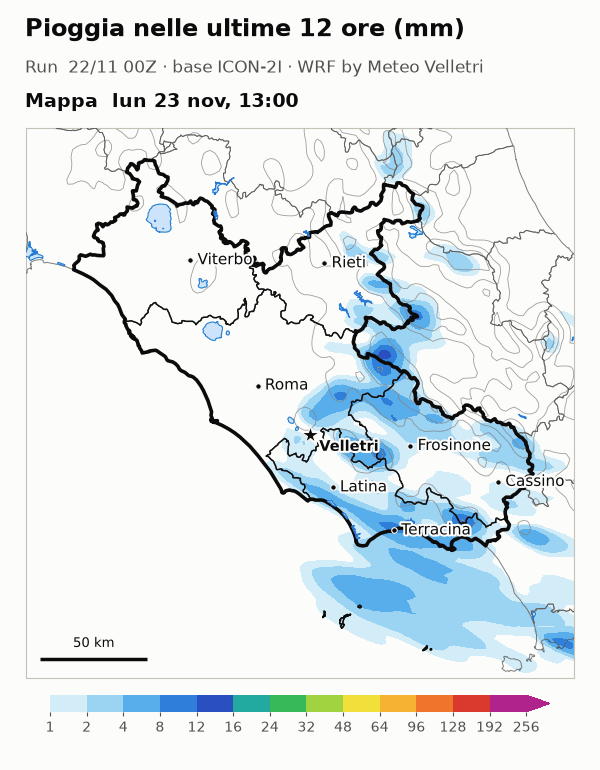 Pioggia nelle ultime 12 ore (mm)
Run  22/11 00Z · base ICON-2I · WRF by Meteo Velletri
Mappa  lun 23 nov, 13:00
Viterbo
Rieti
Roma
Velletri
Frosinone
Latina
Cassino
Terracina
50 km
1 2 4 8 12 16 24 32 48 64 96 128 192 256